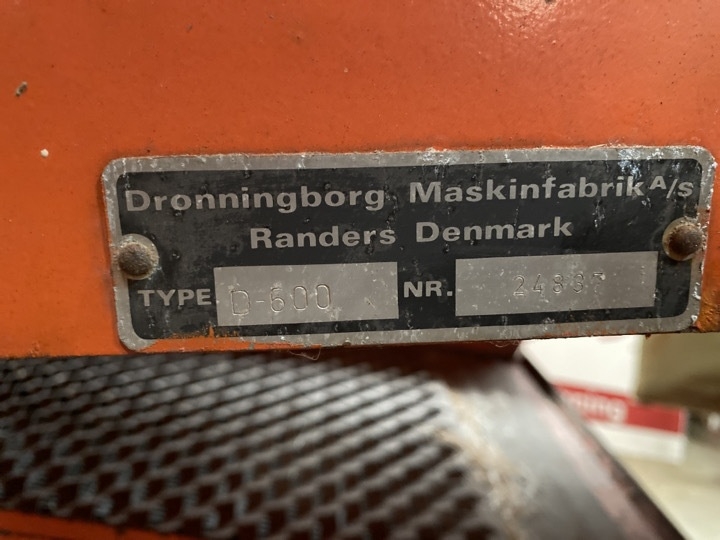 Dronningborg Maskinfabrik A/s
Randers Denmark
TYPE D-600 NR.